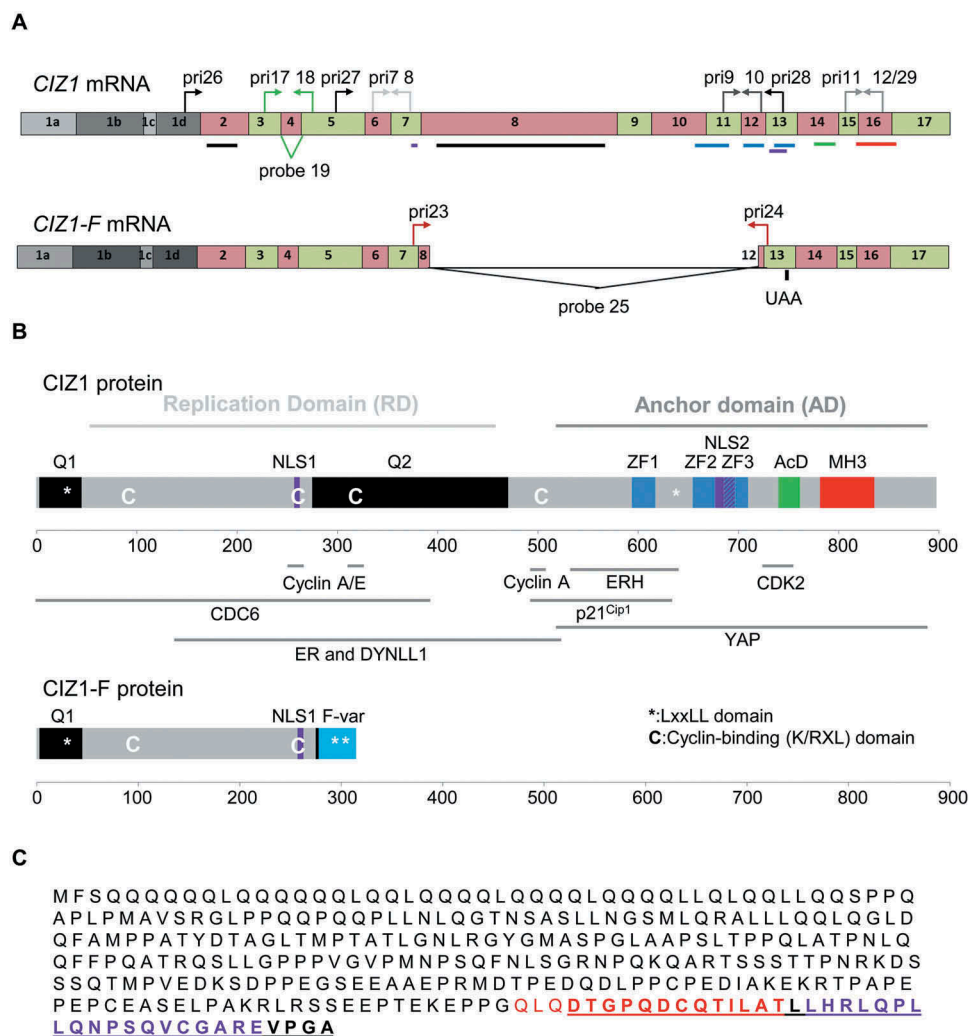 A
CIZ1 mRNA
pri26
pri17 18
pri27
pri7 8
pri9 10
pri28
pri11 12/29
1a 1b 1c 1d 2 3 4 5 6 7 8 9 10 11 12 13 14 15 16 17
probe 19
CIZ1-F mRNA
pri23
pri24
1a 1b 1c 1d 2 3 4 5 6 7 8 12 13 14 15 16 17
probe 25
UAA
B
CIZ1 protein
Replication Domain (RD)
Anchor domain (AD)
Q1 NLS1 Q2 ZF1 ZF2 NLS2 ZF3 AcD MH3
* C C C C *
0 100 200 300 400 500 600 700 800 900
Cyclin A/E
Cyclin A
ERH
CDK2
CDC6
p21Cip1
YAP
ER and DYNLL1
CIZ1-F protein
Q1 NLS1 F-var
* C C **
*:LxxLL domain
C:Cyclin-binding (K/RXL) domain
0 100 200 300 400 500 600 700 800 900
C
MFSQQQQQQLQQQQQQLQQLQQQQLQQQQLQQQQLLQLQQLLQQSPPQ
APLPMAVSRGLPPQQPQQPLLNLQGTNSASLLNGSMLQRALLLQQLQGLD
QFAMPPATYDTAGLTMPTATLGNLRGYGMASPGLAAPSLTPPQLATPNLQ
QFFPQATRQSLLGPPPVGVPMNPSQFNLSGRNPQKQARTSSSTTPNRKDS
SSQTMPVEDKSDPPEGSEEAAEPRMDTPEDQDLPPCPEDIAKEKRTPAPE
PEPCEASELPAKRLRSSEEPTEKEPPGQLQDTGPQDCQTILATLLHRLQPL
LQNPSQVCGAREVPGA